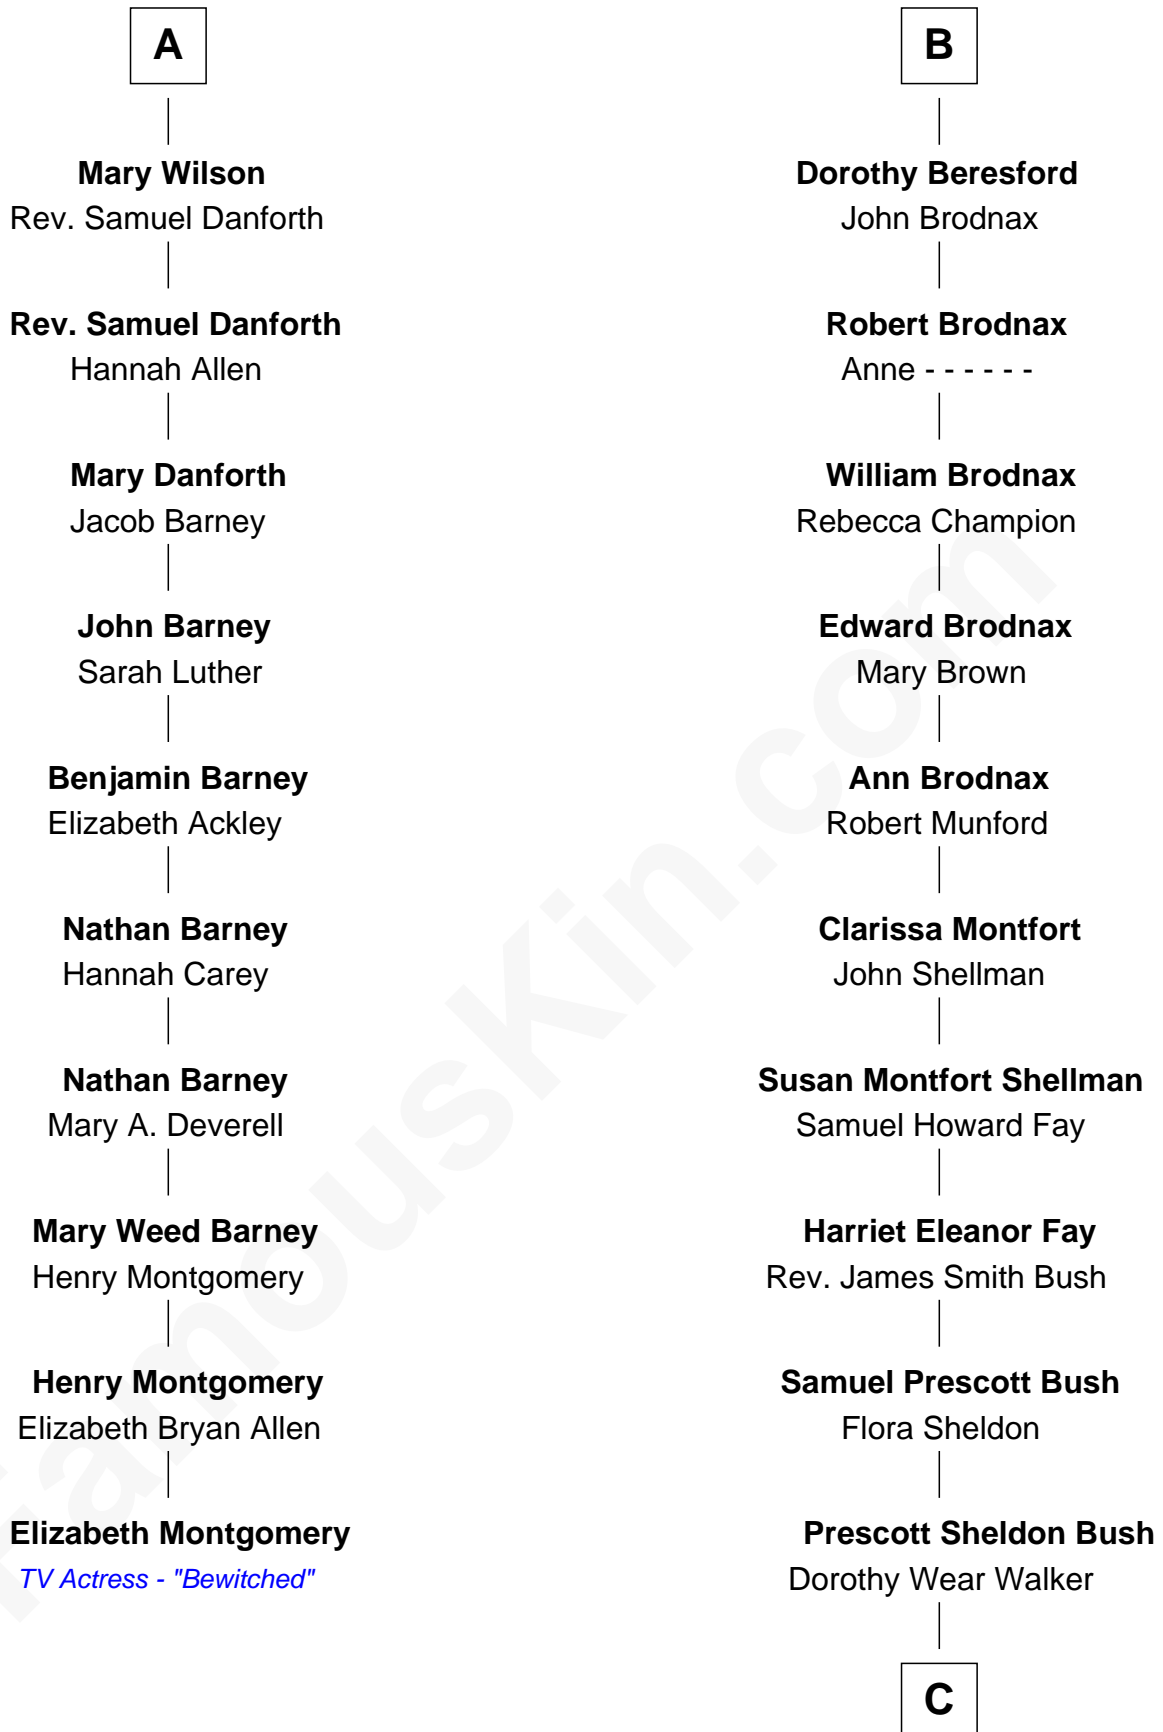 A
Mary Wilson
Rev. Samuel Danforth
Rev. Samuel Danforth
Hannah Allen
Mary Danforth
Jacob Barney
John Barney
Sarah Luther
Benjamin Barney
Elizabeth Ackley
Nathan Barney
Hannah Carey
Nathan Barney
Mary A. Deverell
Mary Weed Barney
Henry Montgomery
Henry Montgomery
Elizabeth Bryan Allen
Elizabeth Montgomery
TV Actress - "Bewitched"
B
Dorothy Beresford
John Brodnax
Robert Brodnax
Anne - - - - - -
William Brodnax
Rebecca Champion
Edward Brodnax
Mary Brown
Ann Brodnax
Robert Munford
Clarissa Montfort
John Shellman
Susan Montfort Shellman
Samuel Howard Fay
Harriet Eleanor Fay
Rev. James Smith Bush
Samuel Prescott Bush
Flora Sheldon
Prescott Sheldon Bush
Dorothy Wear Walker
C
FamousKin.com